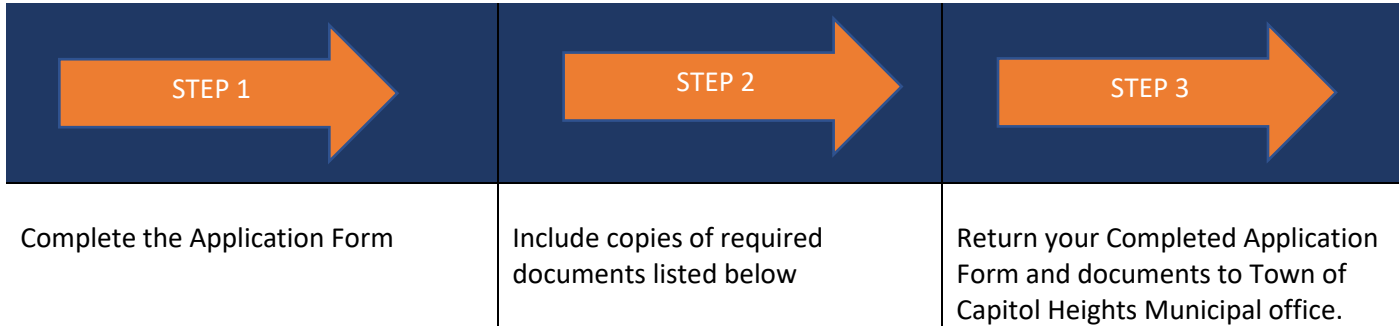 STEP 1
STEP 2
STEP 3
Complete the Application Form
Include copies of required
documents listed below
Return your Completed Application
Form and documents to Town of
Capitol Heights Municipal office.